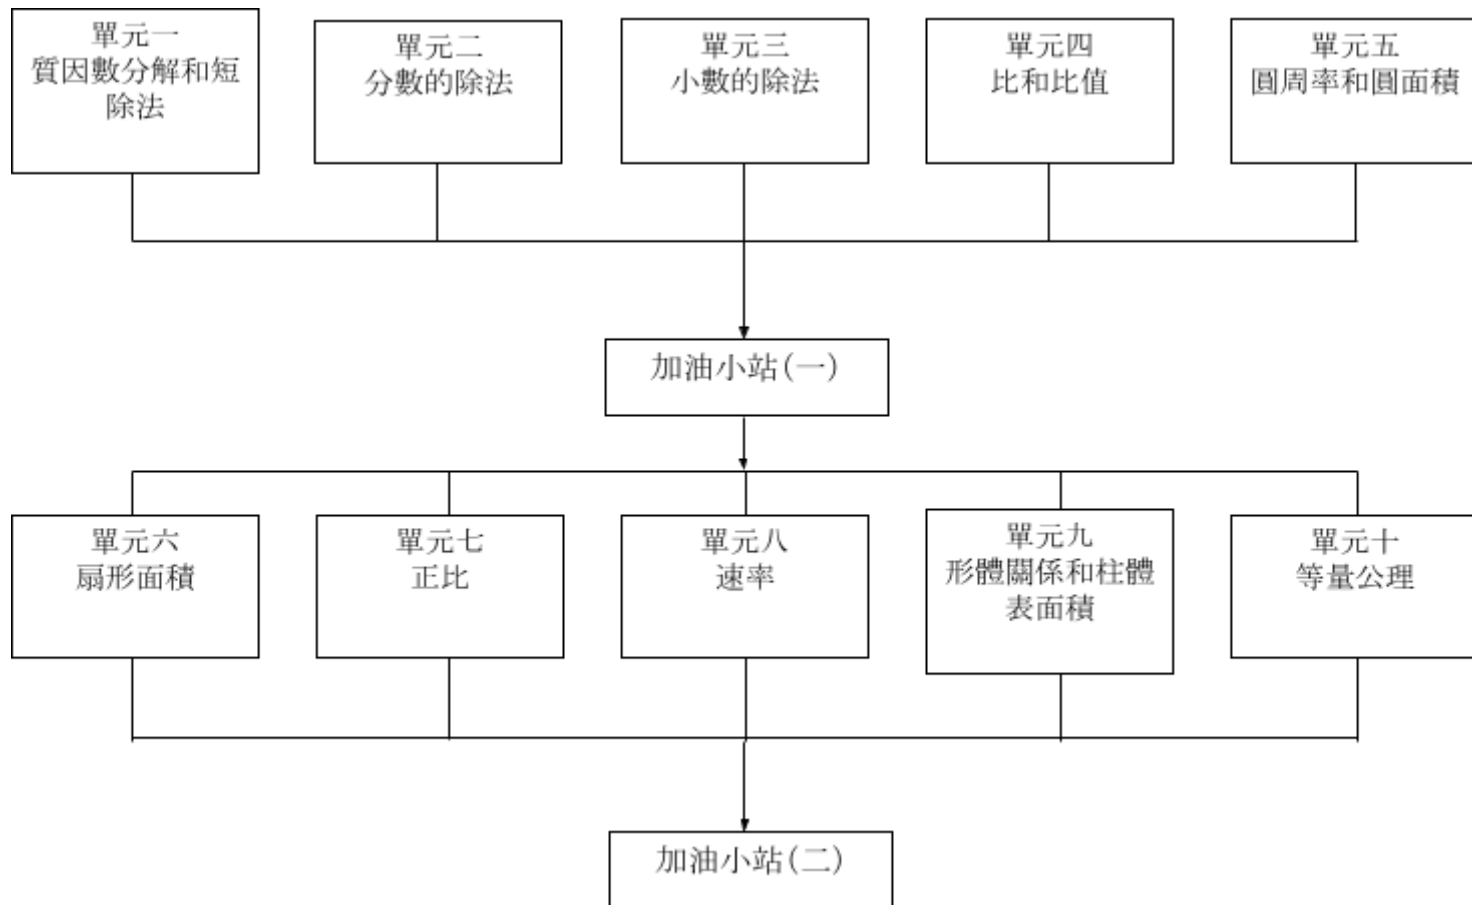 單元一
質因數分解和短
除法
單元二
分數的除法
單元三
小數的除法
單元四
比和比值
單元五
圓周率和圓面積
加油小站(一)
單元六
扇形面積
單元七
正比
單元八
速率
單元九
形體關係和柱體
表面積
單元十
等量公理
加油小站(二)